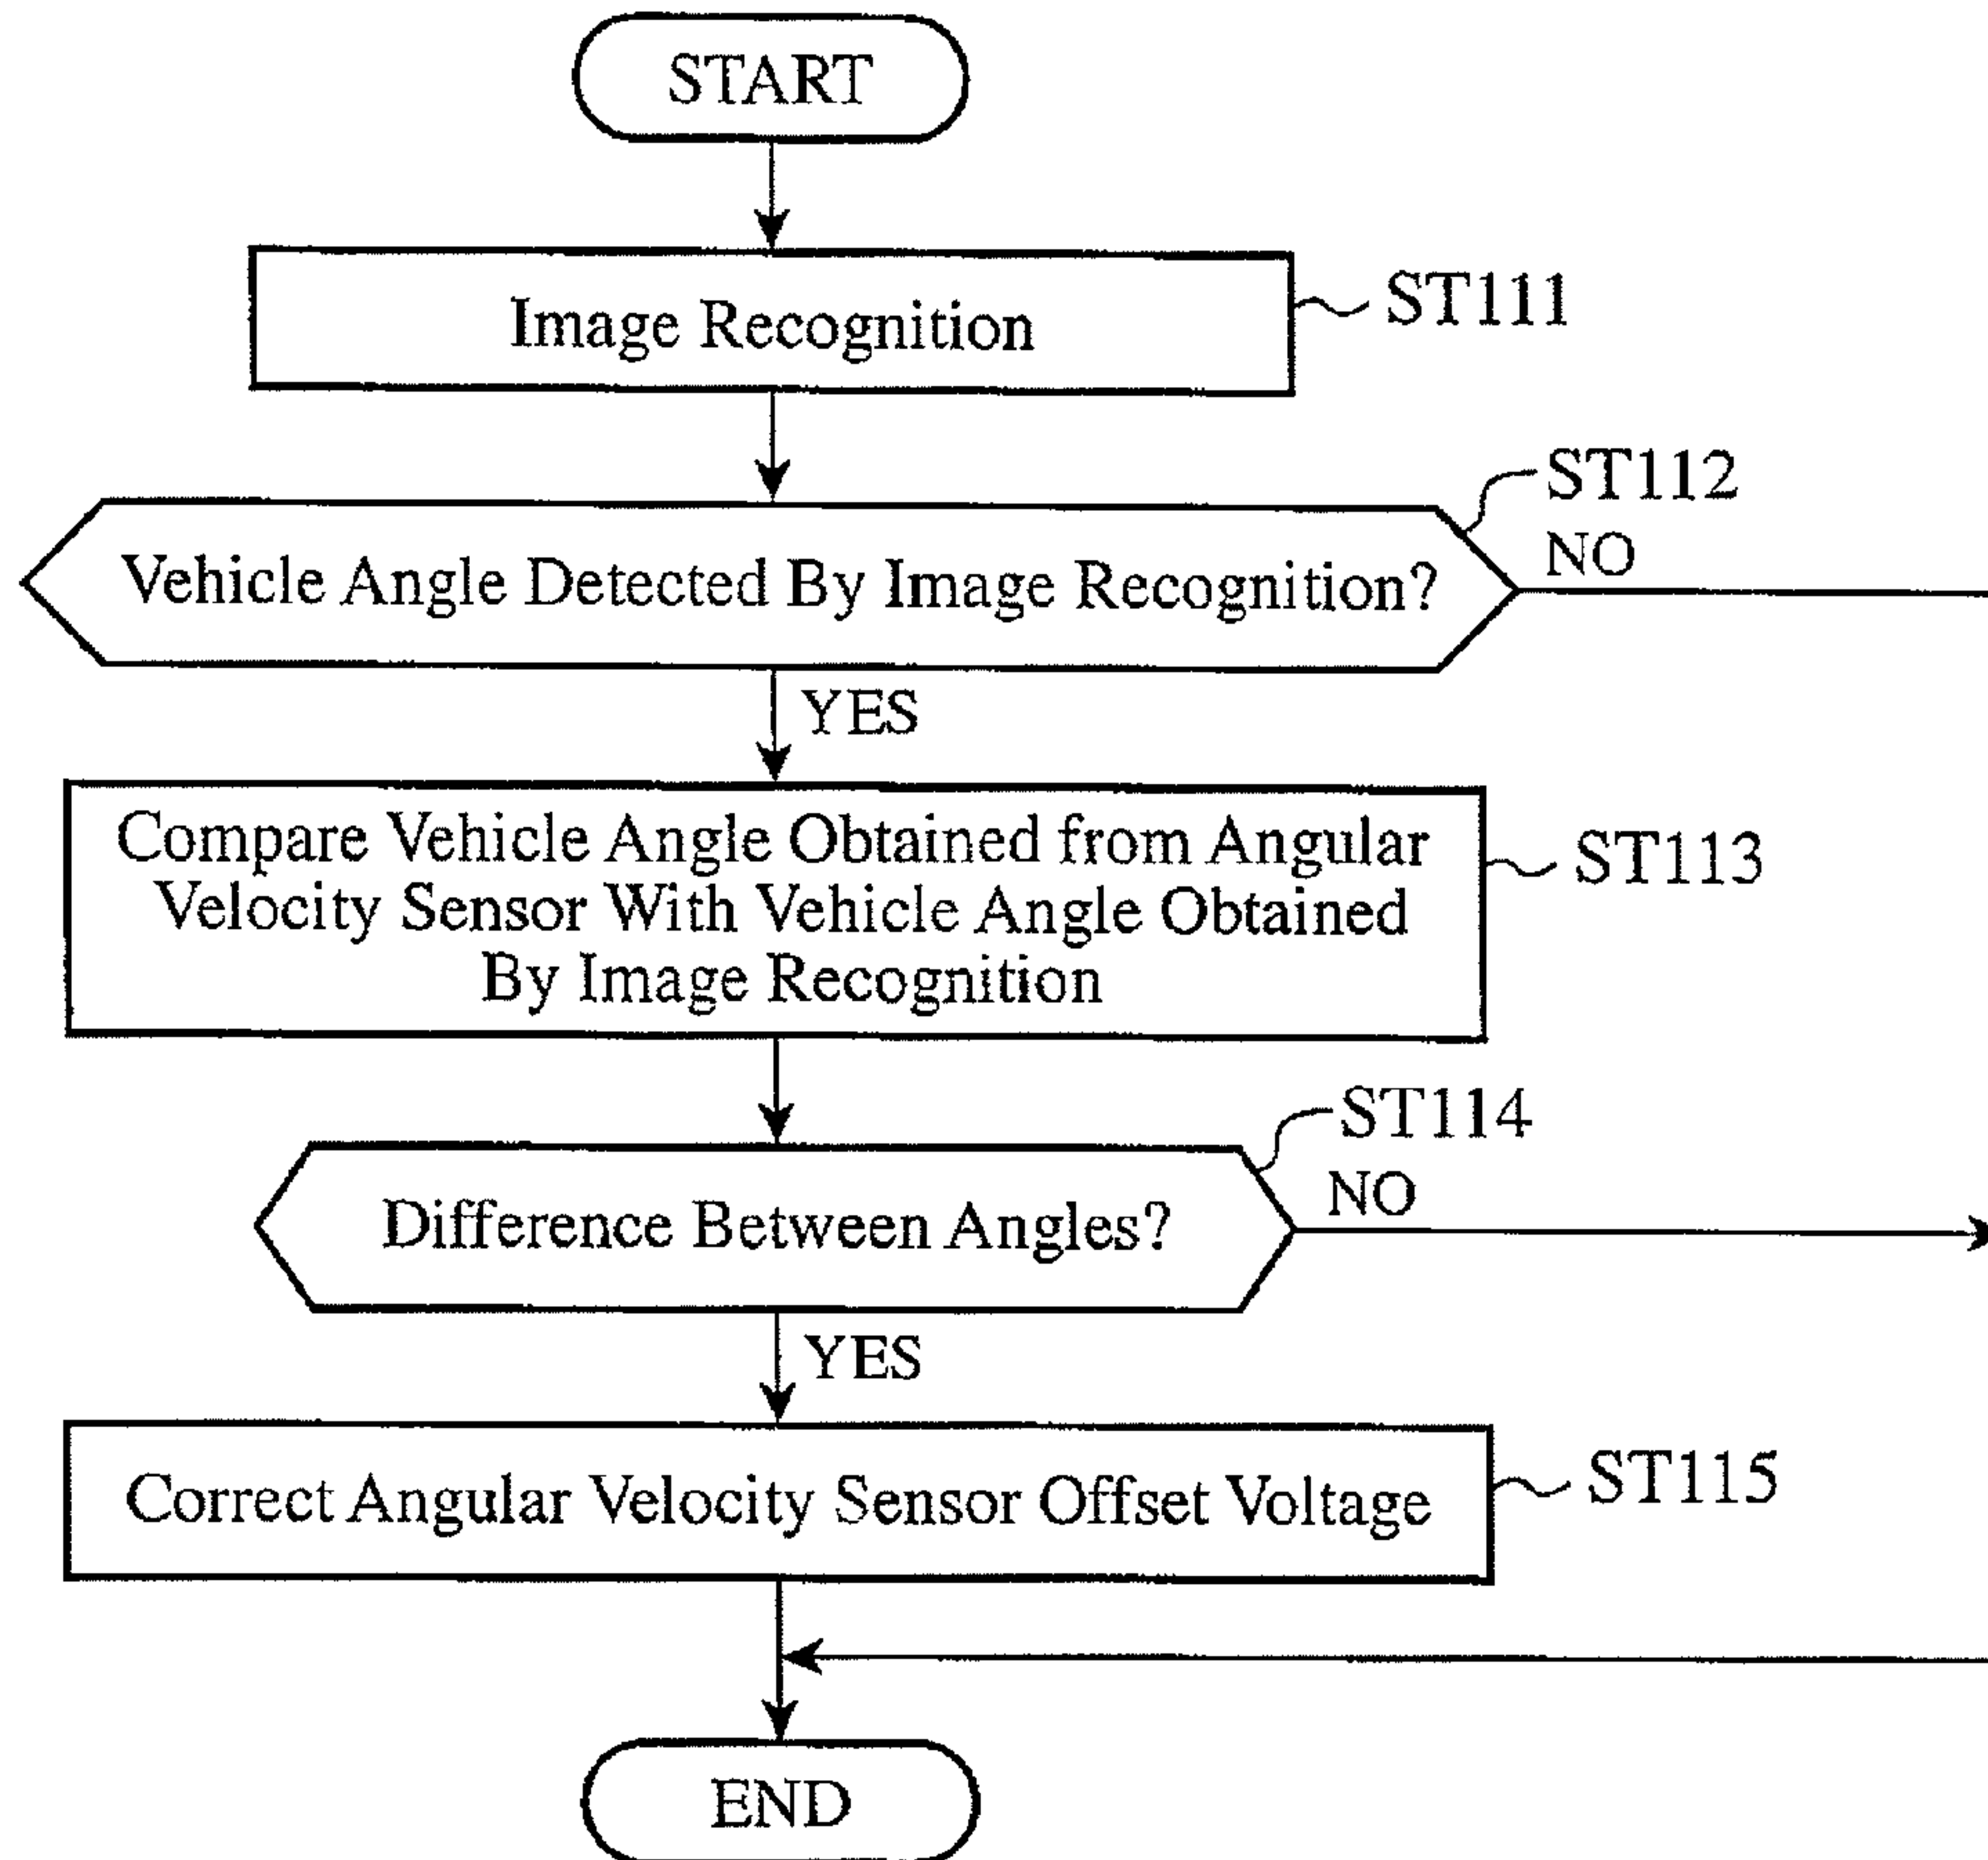 START
Image Recognition
ST111
ST112
Vehicle Angle Detected By Image Recognition?
NO
YES
Compare Vehicle Angle Obtained from Angular
Velocity Sensor With Vehicle Angle Obtained
By Image Recognition
ST113
ST114
Difference Between Angles?
NO
YES
Correct Angular Velocity Sensor Offset Voltage
ST115
END